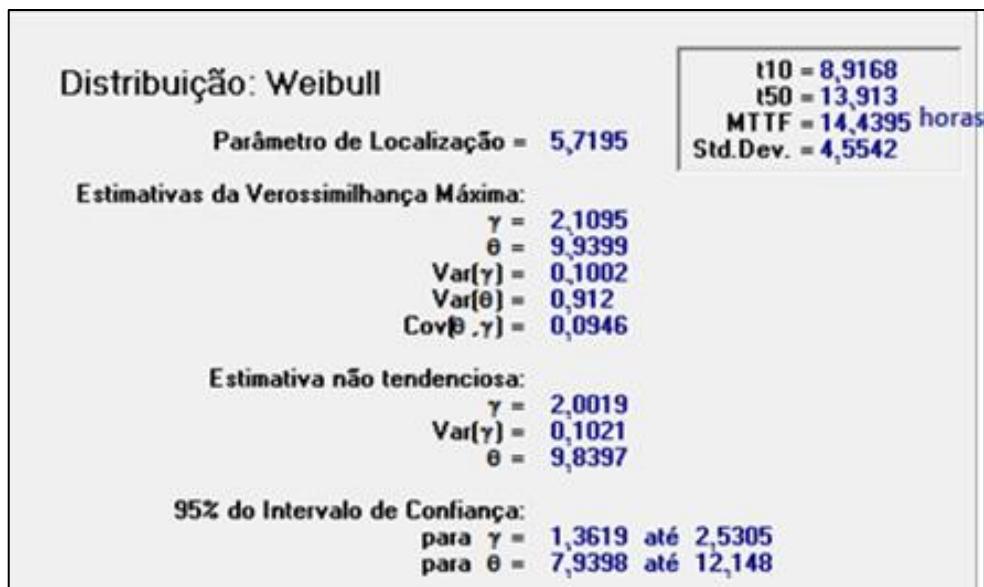 Distribuição: Weibull
t10 = 8,9168
t50 = 13,913
MTTF = 14,4395 horas
Std.Dev. = 4,5542
Parâmetro de Localização = 5,7195
Estimativas da Verossimilhança Máxima:
γ = 2,1095
θ = 9,9399
Var(γ) = 0,1002
Var(θ) = 0,912
Cov(θ ,γ) = 0,0946
Estimativa não tendenciosa:
γ = 2,0019
Var(γ) = 0,1021
θ = 9,8397
95% do Intervalo de Confiança:
para γ = 1,3619 até 2,5305
para θ = 7,9398 até 12,148